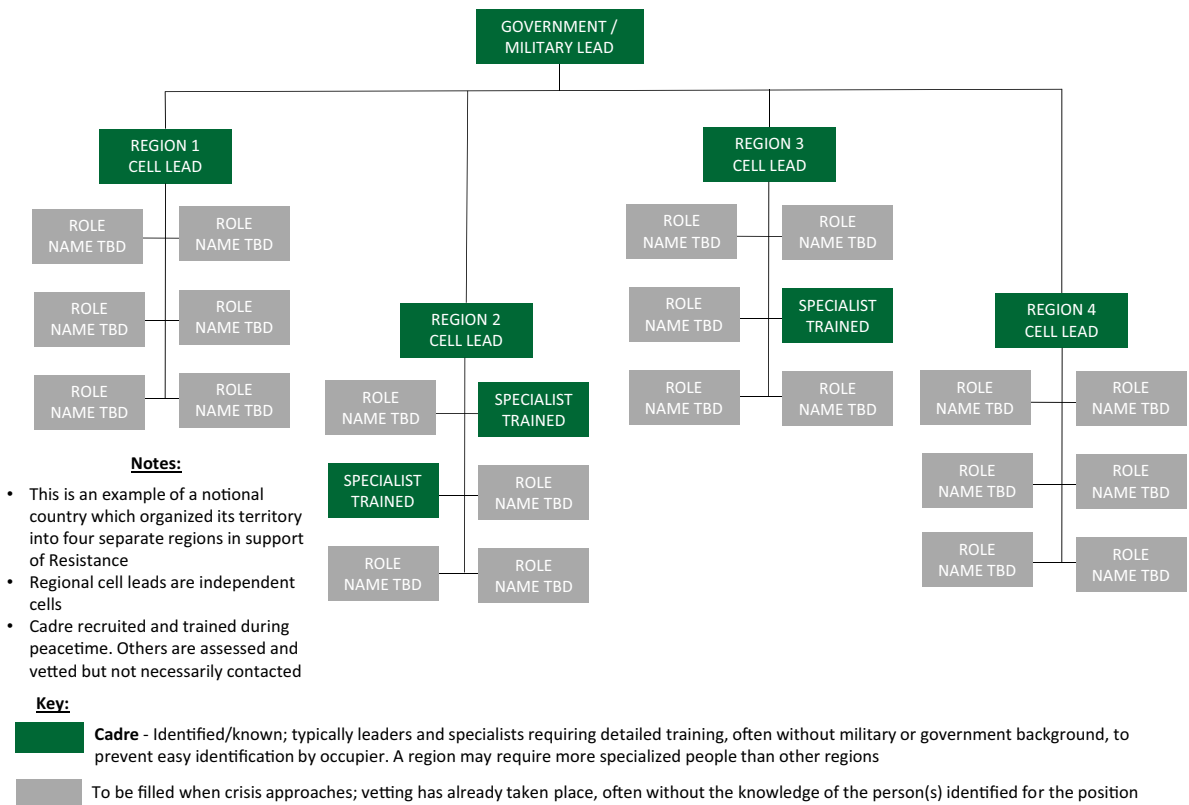 GOVERNMENT /
MILITARY LEAD
REGION 1
CELL LEAD
ROLE
NAME TBD
ROLE
NAME TBD
ROLE
NAME TBD
ROLE
NAME TBD
ROLE
NAME TBD
ROLE
NAME TBD
REGION 2
CELL LEAD
ROLE
NAME TBD
SPECIALIST
TRAINED
SPECIALIST
TRAINED
ROLE
NAME TBD
ROLE
NAME TBD
ROLE
NAME TBD
REGION 3
CELL LEAD
ROLE
NAME TBD
ROLE
NAME TBD
ROLE
NAME TBD
SPECIALIST
TRAINED
ROLE
NAME TBD
ROLE
NAME TBD
REGION 4
CELL LEAD
ROLE
NAME TBD
ROLE
NAME TBD
ROLE
NAME TBD
ROLE
NAME TBD
ROLE
NAME TBD
ROLE
NAME TBD
Notes:
• This is an example of a notional
country which organized its territory
into four separate regions in support
of Resistance
• Regional cell leads are independent
cells
• Cadre recruited and trained during
peacetime. Others are assessed and
vetted but not necessarily contacted
Key:
Cadre - Identified/known; typically leaders and specialists requiring detailed training, often without military or government background, to
prevent easy identification by occupier. A region may require more specialized people than other regions
To be filled when crisis approaches; vetting has already taken place, often without the knowledge of the person(s) identified for the position